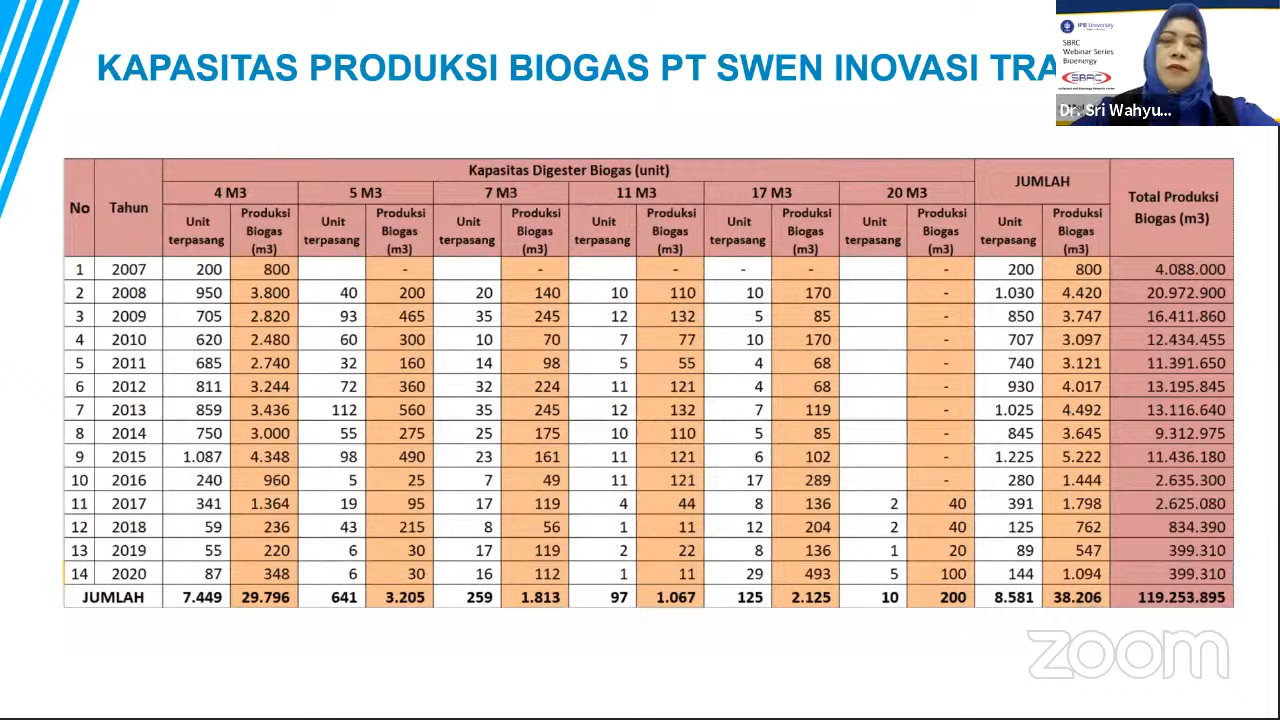 KAPASITAS PRODUKSI BIOGAS PT SWEN INOVASI TRA
IPB University
SBRC
Webinar Series
Bioenergy
SBRC
Dr. Sri Wahyu...
No Tahun Kapasitas Digester Biogas (unit) JUMLAH Total Produksi Biogas (m3)
4 M3 5 M3 7 M3 11 M3 17 M3 20 M3
Unit terpasang Produksi Biogas (m3) Unit terpasang Produksi Biogas (m3) Unit terpasang Produksi Biogas (m3) Unit terpasang Produksi Biogas (m3) Unit terpasang Produksi Biogas (m3) Unit terpasang Produksi Biogas (m3) Unit terpasang Produksi Biogas (m3)
1 2007 200 800 - - - - - - 200 800 4.088.000
2 2008 950 3.800 40 200 20 140 10 110 10 170 - 1.030 4.420 20.972.900
3 2009 705 2.820 93 465 35 245 12 132 5 85 - 850 3.747 16.411.860
4 2010 620 2.480 60 300 10 70 7 77 10 170 - 707 3.097 12.434.455
5 2011 685 2.740 32 160 14 98 5 55 4 68 - 740 3.121 11.391.650
6 2012 811 3.244 72 360 32 224 11 121 4 68 - 930 4.017 13.195.845
7 2013 859 3.436 112 560 35 245 12 132 7 119 - 1.025 4.492 13.116.640
8 2014 750 3.000 55 275 25 175 10 110 5 85 - 845 3.645 9.312.975
9 2015 1.087 4.348 98 490 23 161 11 121 6 102 - 1.225 5.222 11.436.180
10 2016 240 960 5 25 7 49 11 121 17 289 - 280 1.444 2.635.300
11 2017 341 1.364 19 95 17 119 4 44 8 136 2 40 391 1.798 2.625.080
12 2018 59 236 43 215 8 56 1 11 12 204 2 40 125 762 834.390
13 2019 55 220 6 30 17 119 2 22 8 136 1 20 89 547 399.310
14 2020 87 348 6 30 16 112 1 11 29 493 5 100 144 1.094 399.310
JUMLAH 7.449 29.796 641 3.205 259 1.813 97 1.067 125 2.125 10 200 8.581 38.206 119.253.895
zoom